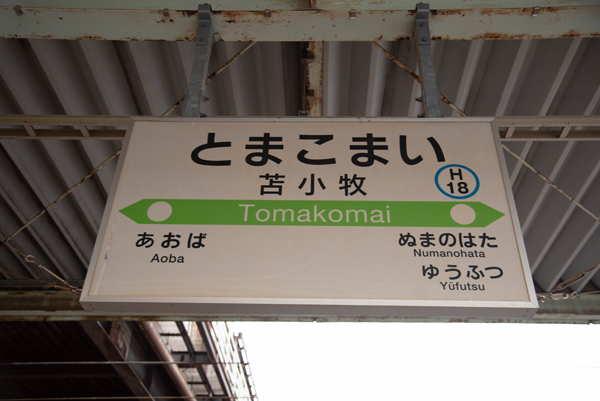 とまこまい
苫小牧
H
18
Tomakomai
あおば
Aoba
ぬまのはた
Numanohata
ゆうふつ
Yūfutsu